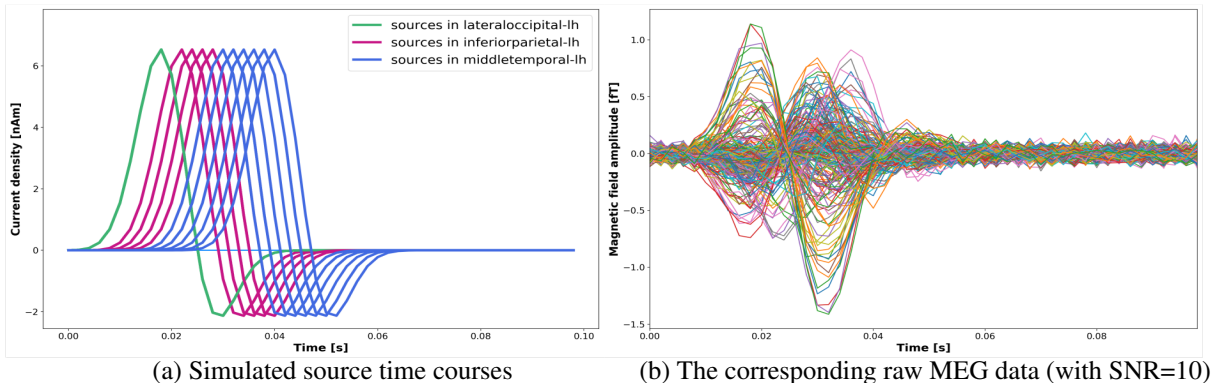 Current density [nAm]
6
4
2
0
−2
sources in lateraloccipital-lh
sources in inferiorparietal-lh
sources in middletemporal-lh
0.00 0.02 0.04 0.06 0.08 0.10
Time [s]
(a) Simulated source time courses
Magnetic field amplitude [fT]
1.0
0.5
0.0
−0.5
−1.0
−1.5
0.00 0.02 0.04 0.06 0.08
Time [s]
(b) The corresponding raw MEG data (with SNR=10)